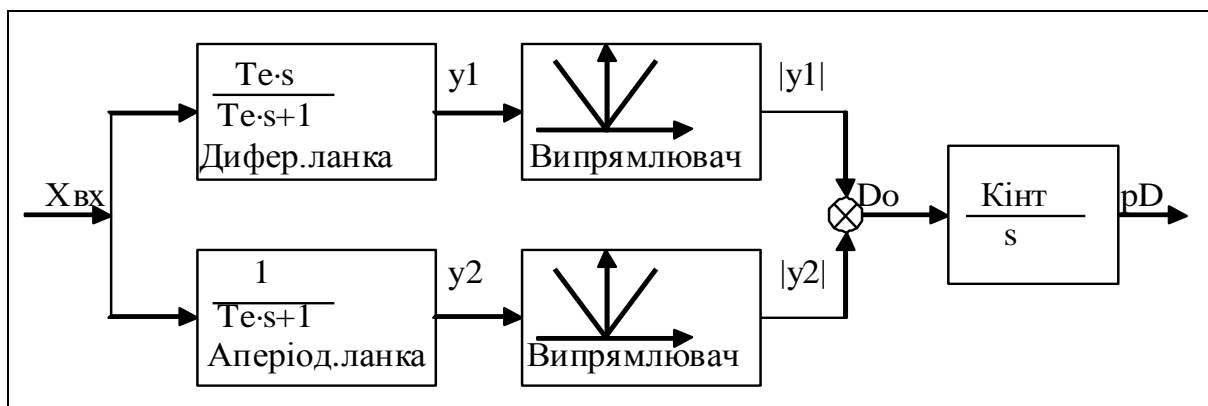 Te·s
Te·s+1
Дифер.ланка
y1
Випрямлювач
|y1|
Xвх
1
Te·s+1
Аперіод.ланка
y2
Випрямлювач
|y2|
Do
Кінт
s
pD